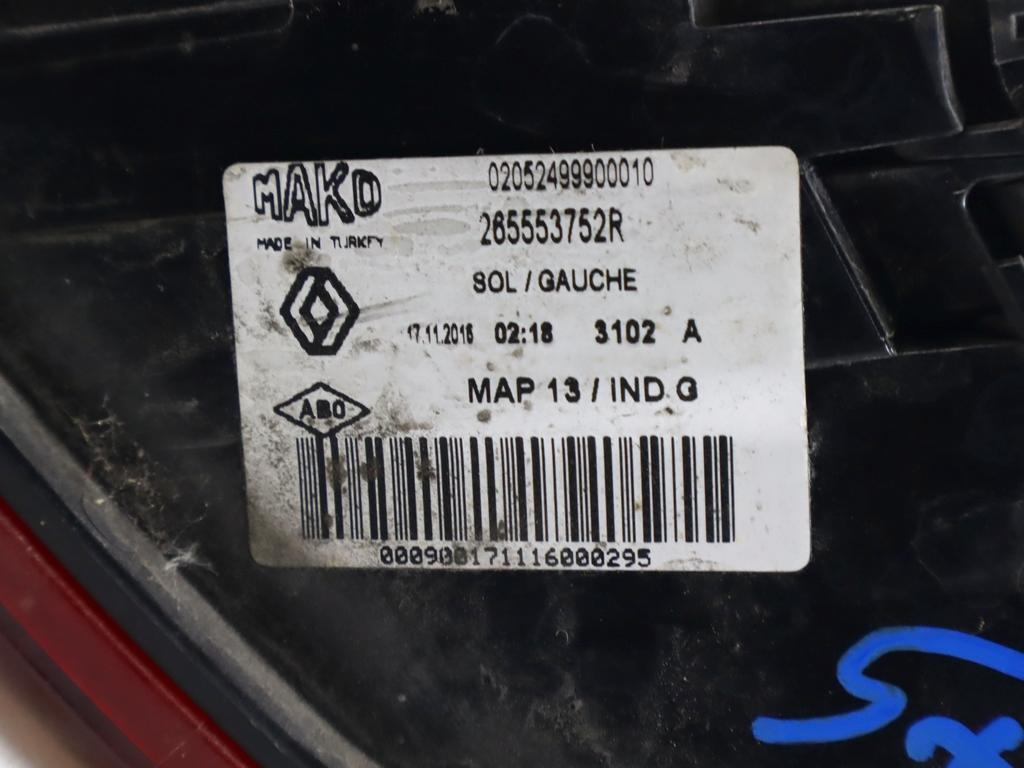 MAKO
MADE IN TURKEY
02052499900010
265553752R
SOL / GAUCHE
17.11.2016 02:18 3102 A
MAP 13 / IND.G
ABO
000900171116000295